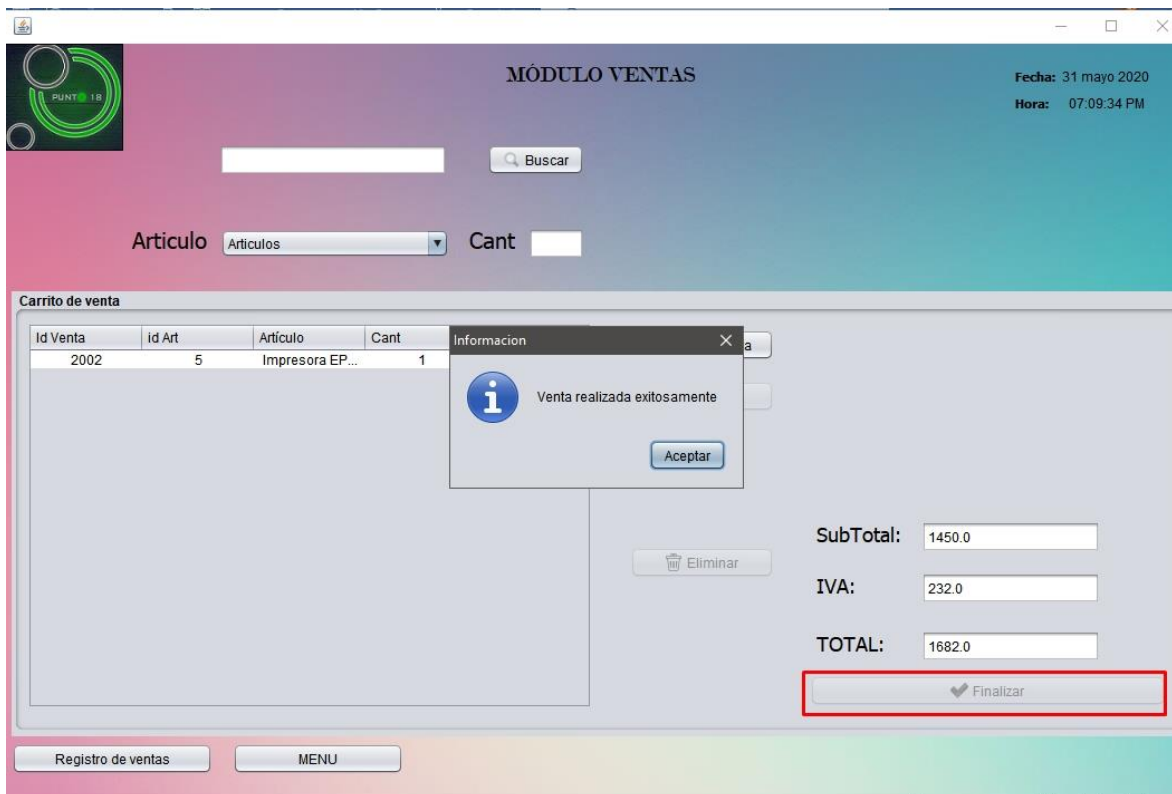 PUNTO 18
MÓDULO VENTAS
Fecha: 31 mayo 2020
Hora: 07:09:34 PM
Buscar
Articulo Articulos Cant
Carrito de venta
Id Venta id Art Artículo Cant
2002 5 Impresora EP... 1
Informacion
a
Venta realizada exitosamente
Aceptar
SubTotal: 1450.0
Eliminar
IVA: 232.0
TOTAL: 1682.0
Finalizar
Registro de ventas MENU